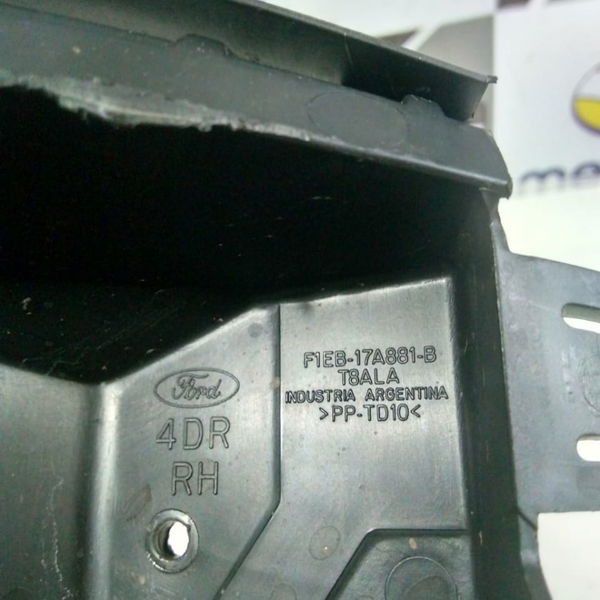 Ford
4DR
RH
F1EB-17A881-B
T8ALA
INDUSTRIA ARGENTINA
>PP-TD10<